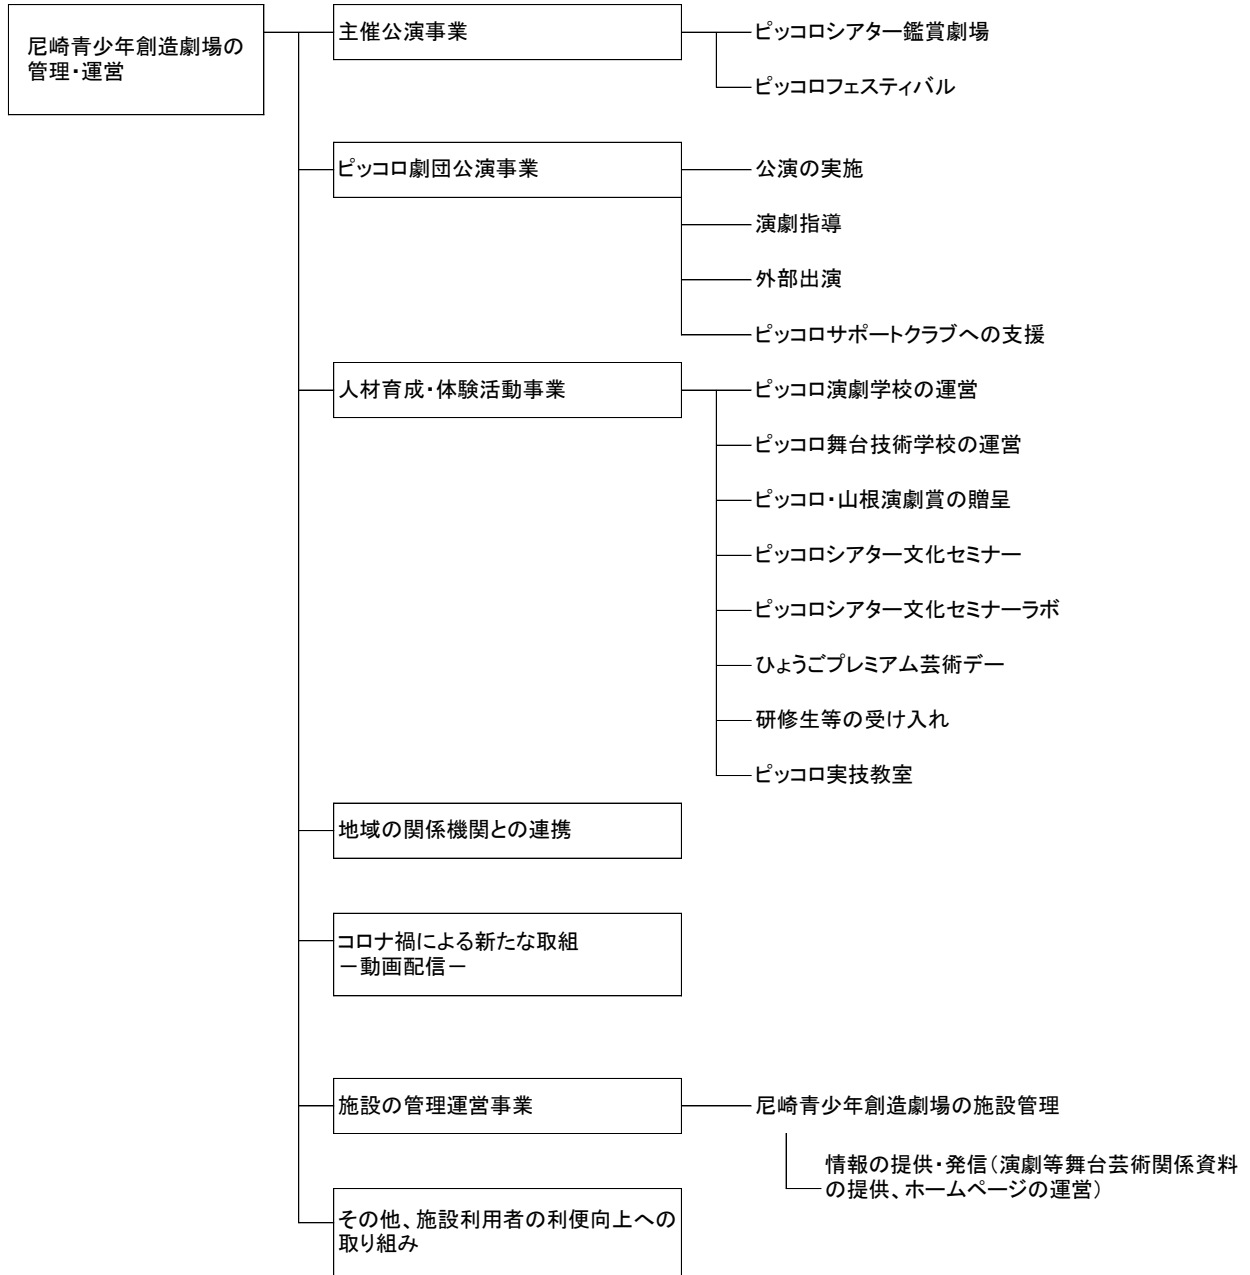 尼崎青少年創造劇場の
管理・運営
主催公演事業
ピッコロシアター鑑賞劇場
ピッコロフェスティバル
ピッコロ劇団公演事業
公演の実施
演劇指導
外部出演
ピッコロサポートクラブへの支援
人材育成・体験活動事業
ピッコロ演劇学校の運営
ピッコロ舞台技術学校の運営
ピッコロ・山根演劇賞の贈呈
ピッコロシアター文化セミナー
ピッコロシアター文化セミナーラボ
ひょうごプレミアム芸術デー
研修生等の受け入れ
ピッコロ実技教室
地域の関係機関との連携
コロナ禍による新たな取組
－動画配信－
施設の管理運営事業
尼崎青少年創造劇場の施設管理
情報の提供・発信（演劇等舞台芸術関係資料
の提供、ホームページの運営）
その他、施設利用者の利便向上への
取り組み